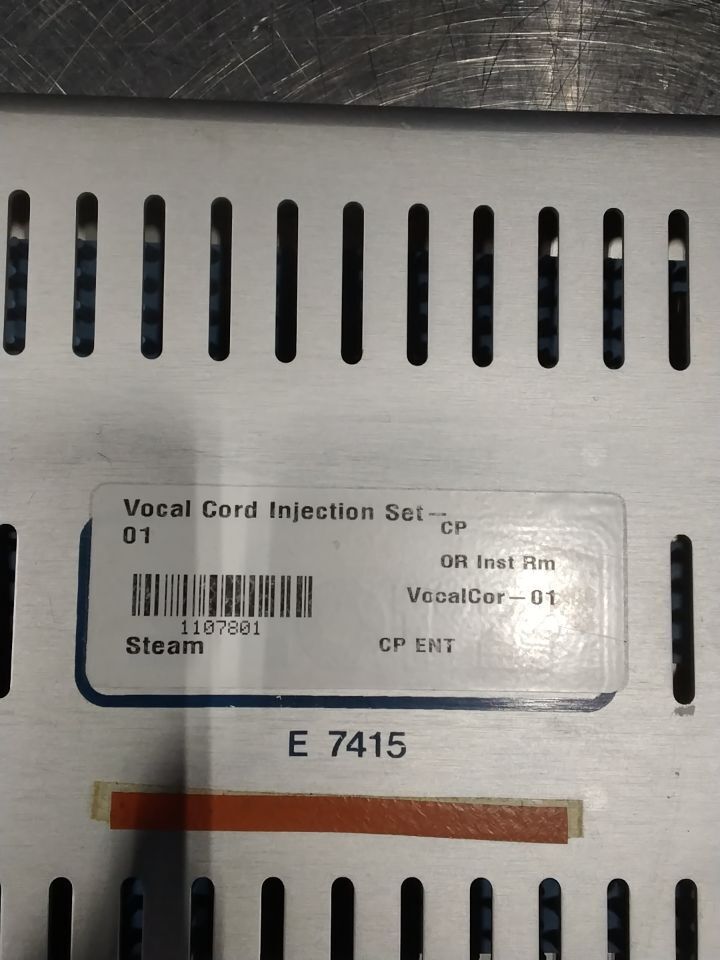 Vocal Cord Injection Set-
01
CP
OR Inst Rm
VocalCor-01
1107801
Steam
CP ENT
E 7415